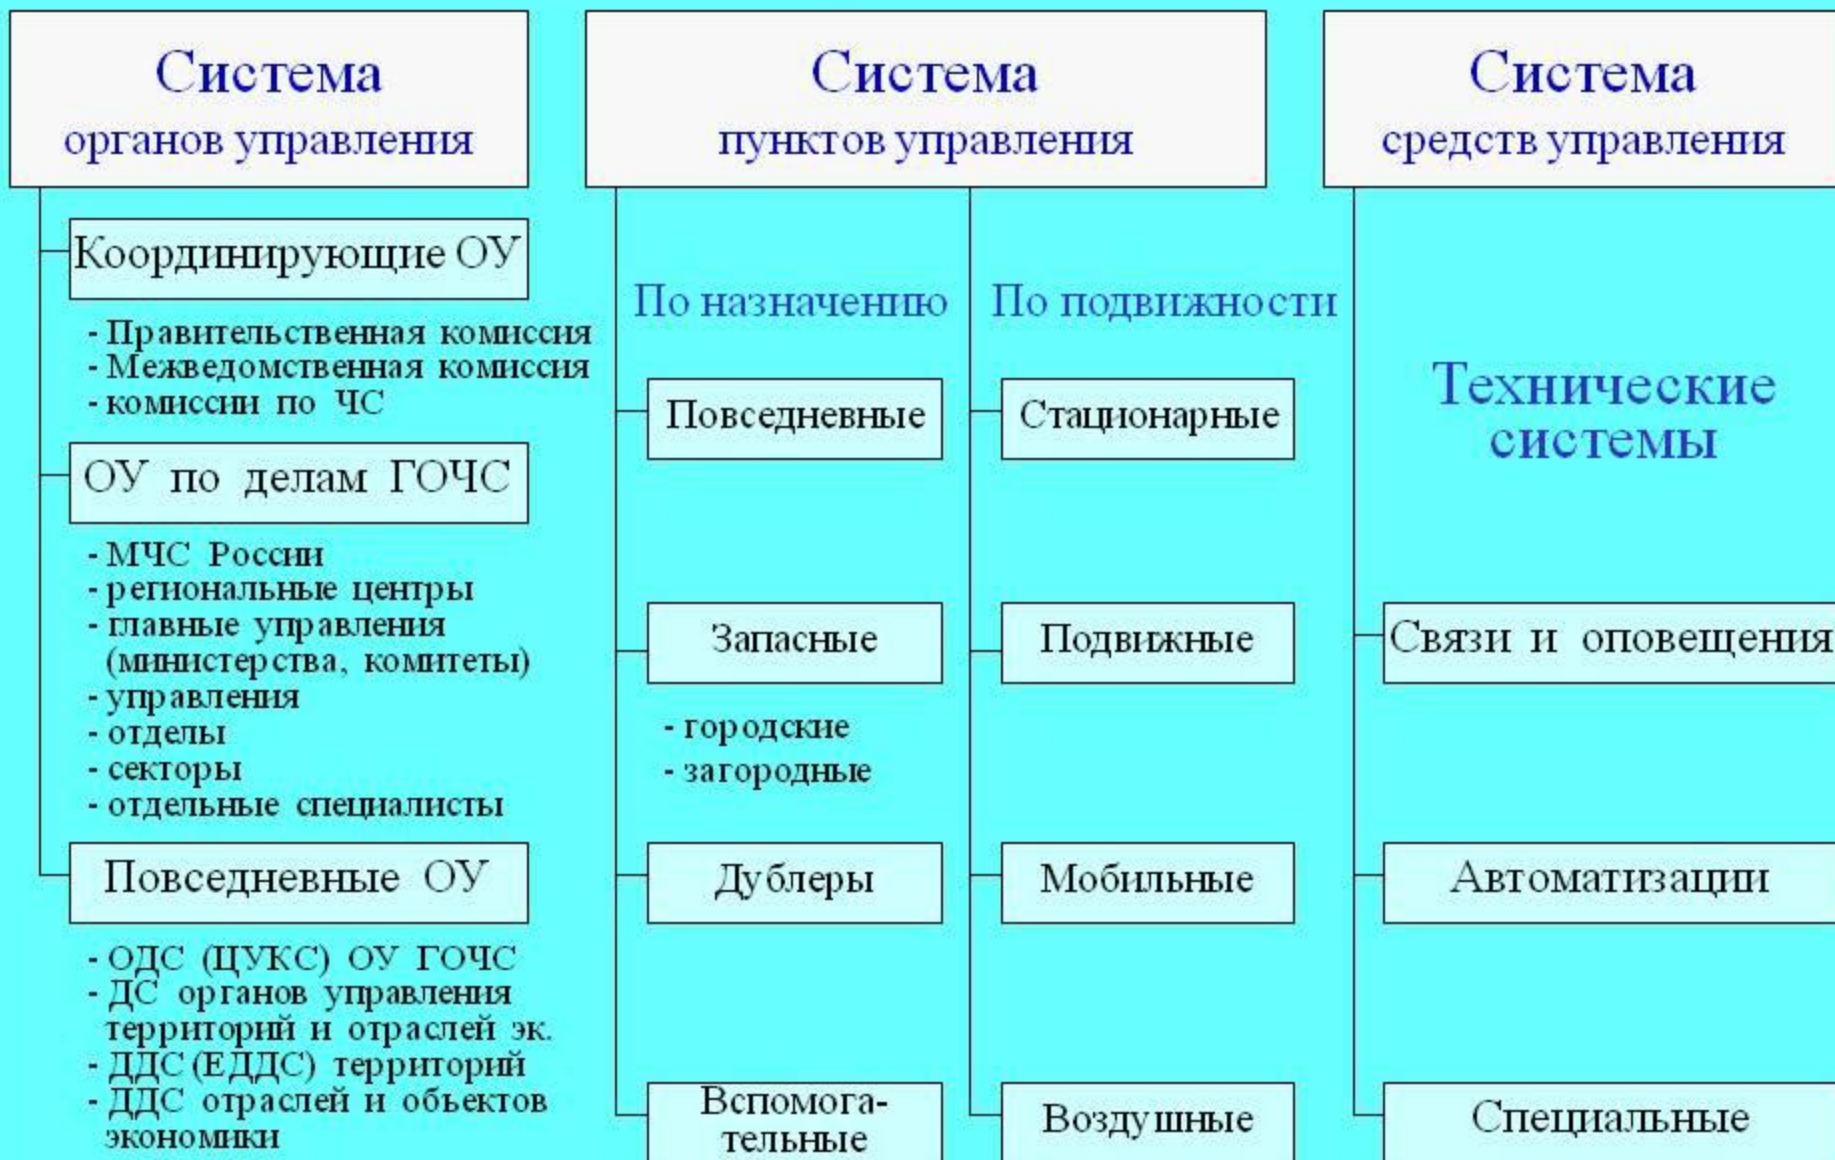 Система
органов управления
Координирующие ОУ
- Правительственная комиссия
- Межведомственная комиссия
- комиссии по ЧС
ОУ по делам ГОЧС
- МЧС России
- региональные центры
- главные управления
(министерства, комитеты)
- управления
- отделы
- секторы
- отдельные специалисты
Повседневные ОУ
- ОДС (ЦУКС) ОУ ГОЧС
- ДС органов управления
территорий и отраслей эк.
- ДДС (ЕДДС) территорий
- ДДС отраслей и обьектов
экономики
Система
пунктов управления
По назначению
Повседневные
Запасные
- городские
- загородные
Дублеры
Вспомога-
тельные
По подвижности
Стационарные
Подвижные
Мобильные
Воздушные
Система
средств управления
Технические
системы
Связи и оповещения
Автоматизации
Специальные